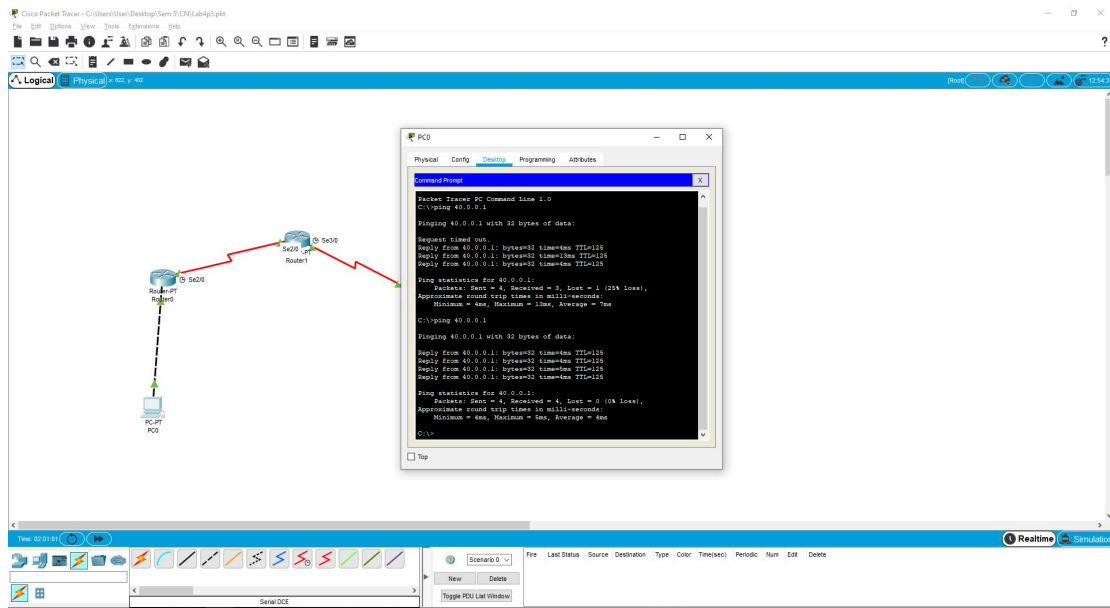 Cisco Packet Tracer - C:\Users\User\Desktop\Sem 5\CN\Lab4p3.pkt
File Edit Options View Tools Extensions Help
?
Logical Physical x: 622, y: 402
[Root]
12:54:3
PC0
Physical Config Desktop Programming Attributes
Command Prompt
X
Packet Tracer PC Command Line 1.0
C:\>ping 40.0.0.1
Pinging 40.0.0.1 with 32 bytes of data:
Request timed out.
Reply from 40.0.0.1: bytes=32 time=4ms TTL=125
Reply from 40.0.0.1: bytes=32 time=13ms TTL=125
Reply from 40.0.0.1: bytes=32 time=4ms TTL=125
Ping statistics for 40.0.0.1:
Packets: Sent = 4, Received = 3, Lost = 1 (25% loss),
Approximate round trip times in milli-seconds:
Minimum = 4ms, Maximum = 13ms, Average = 7ms
C:\>ping 40.0.0.1
Pinging 40.0.0.1 with 32 bytes of data:
Reply from 40.0.0.1: bytes=32 time=4ms TTL=125
Reply from 40.0.0.1: bytes=32 time=4ms TTL=125
Reply from 40.0.0.1: bytes=32 time=5ms TTL=125
Reply from 40.0.0.1: bytes=32 time=4ms TTL=125
Ping statistics for 40.0.0.1:
Packets: Sent = 4, Received = 4, Lost = 0 (0% loss),
Approximate round trip times in milli-seconds:
Minimum = 4ms, Maximum = 5ms, Average = 4ms
C:\>
Top
Se3/0
Se2/0
-PT
Router1
Se2/0
Router-PT
Router0
PC-PT
PC0
Time: 02:01:01
Realtime Simulation
Scenario 0
New Delete
Toggle PDU List Window
Fire Last Status Source Destination Type Color Time(sec) Periodic Num Edit Delete
Serial DCE